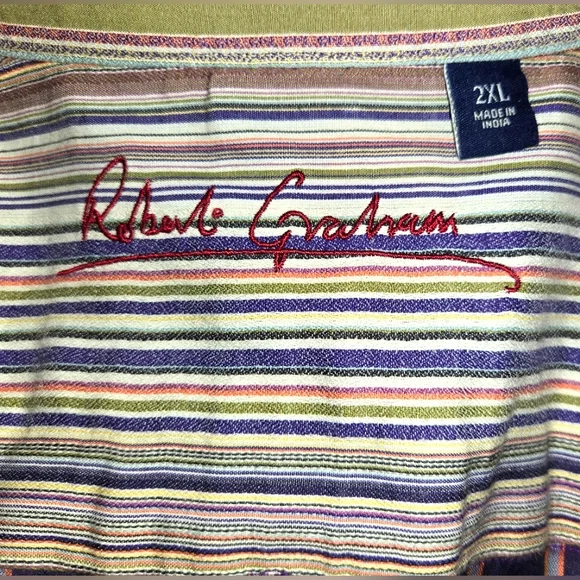 2XL
MADE IN
INDIA
Robert Graham